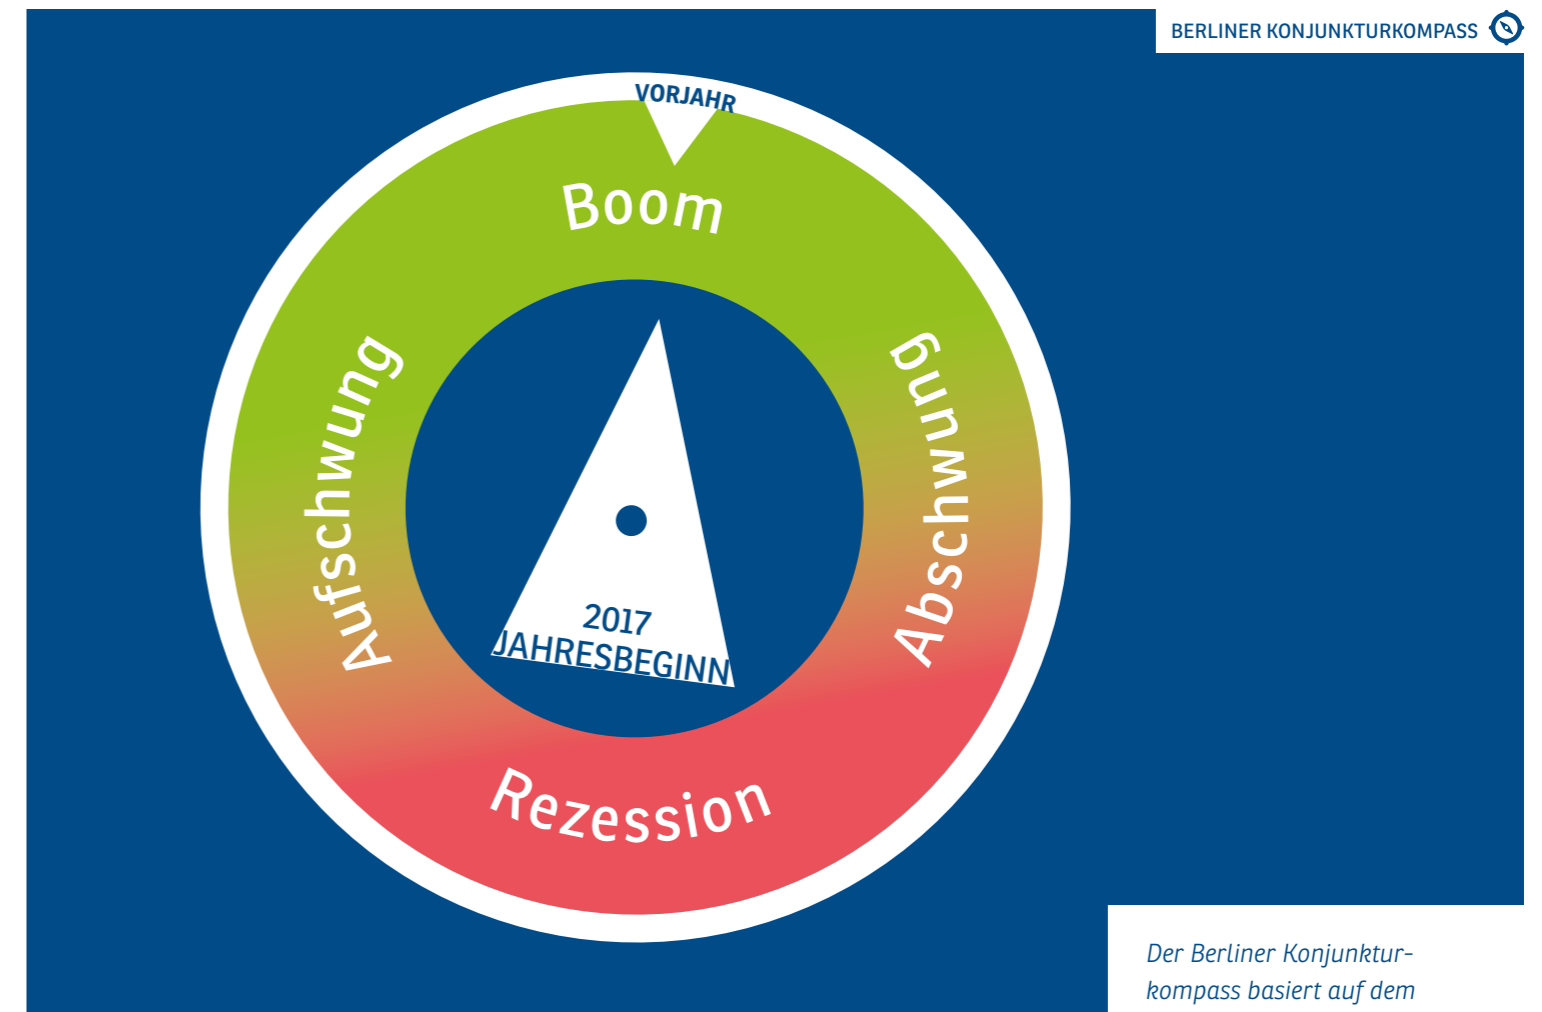 BERLINER KONJUNKTURKOMPASS
VORJAHR
Boom
Aufschwung
Abschwung
2017
JAHRESBEGINN
Rezession
Der Berliner Konjunktur-
kompass basiert auf dem